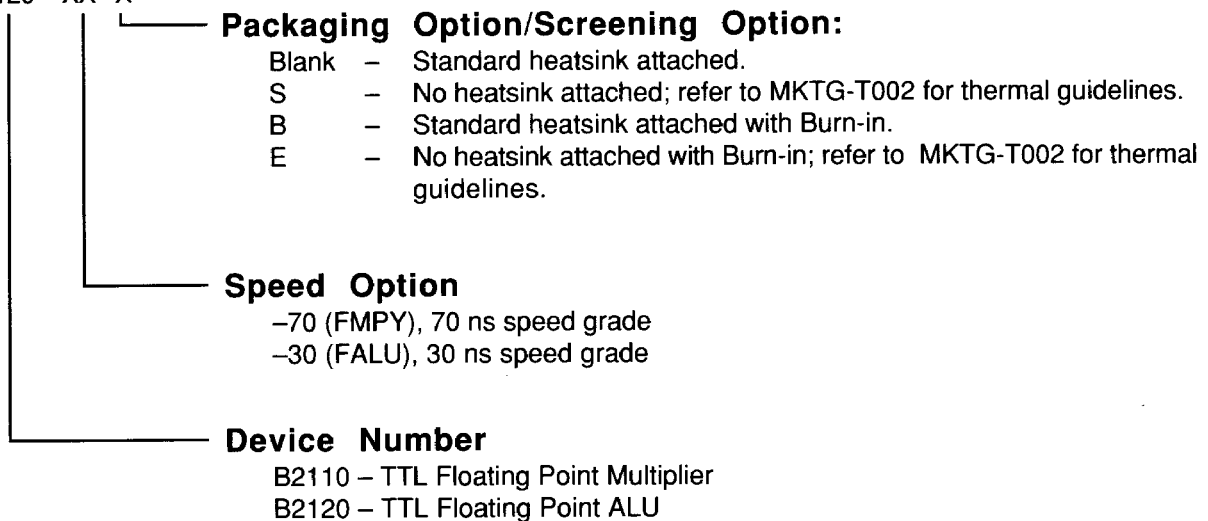 Packaging Option/Screening Option:
Blank – Standard heatsink attached.
S – No heatsink attached; refer to MKTG-T002 for thermal guidelines.
B – Standard heatsink attached with Burn-in.
E – No heatsink attached with Burn-in; refer to MKTG-T002 for thermal
guidelines.
Speed Option
–70 (FMPY), 70 ns speed grade
–30 (FALU), 30 ns speed grade
Device Number
B2110 – TTL Floating Point Multiplier
B2120 – TTL Floating Point ALU